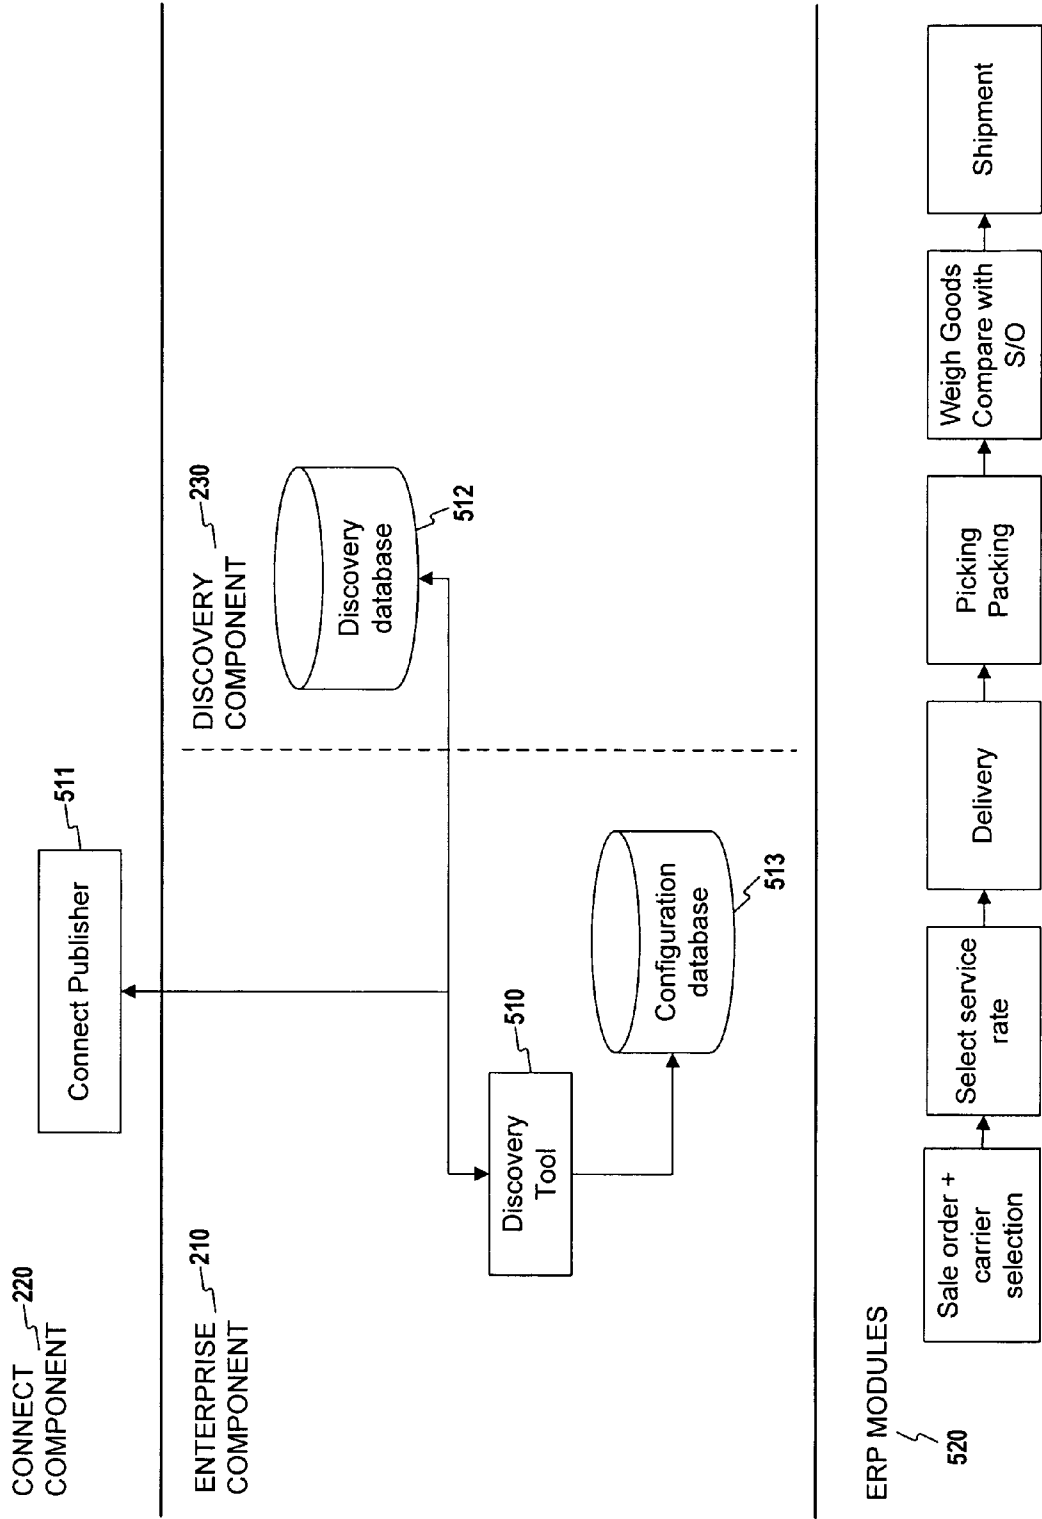 CONNECT 220
COMPONENT
Connect Publisher
511
ENTERPRISE 210
COMPONENT
DISCOVERY 230
COMPONENT
Discovery
database
512
Discovery
Tool
510
Configuration
database
513
ERP MODULES
520
Sale order +
carrier
selection
Select service
rate
Delivery
Picking
Packing
Weigh Goods
Compare with
S/O
Shipment